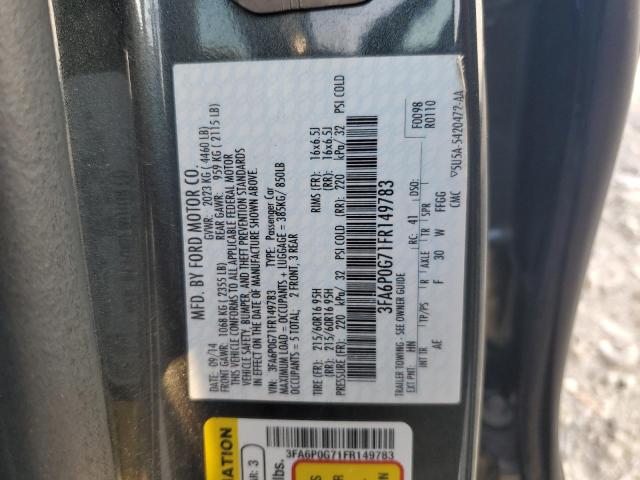 MFD. BY FORD MOTOR CO.
DATE: 09/14 GVWR: 2023 KG ( 4460 LB)
FRONT GAWR: 1068 KG ( 2355 LB) REAR GAWR: 959 KG ( 2115 LB)
THIS VEHICLE CONFORMS TO ALL APPLICABLE FEDERAL MOTOR
VEHICLE SAFETY, BUMPER, AND THEFT PREVENTION STANDARDS
IN EFFECT ON THE DATE OF MANUFACTURE SHOWN ABOVE.
VIN: 3FA6P0G71FR149783 TYPE: Passenger Car
MAXIMUM LOAD = OCCUPANTS + LUGGAGE = 385KG/ 850LB
OCCUPANTS = 5 TOTAL: 2 FRONT, 3 REAR
TIRE (FR): 215/60R16 95H RIMS (FR): 16x6.5J
(RR): 215/60R16 95H (RR): 16x6.5J
PRESSURE (FR): 220 kPa/ 32 PSI COLD (RR): 220 kPa/ 32 PSI COLD
3FA6P0G71FR149783
TRAILER TOWING - SEE OWNER GUIDE
F0098
R0110
EXT PNT: HN RC: 41 DSO:
INT TR TP/PS R AXLE TR SPR
AE F 30 W FFGG
CMC 5U5A-5420472-AA
3FA6P0G71FR149783
lbs.
AR: 3